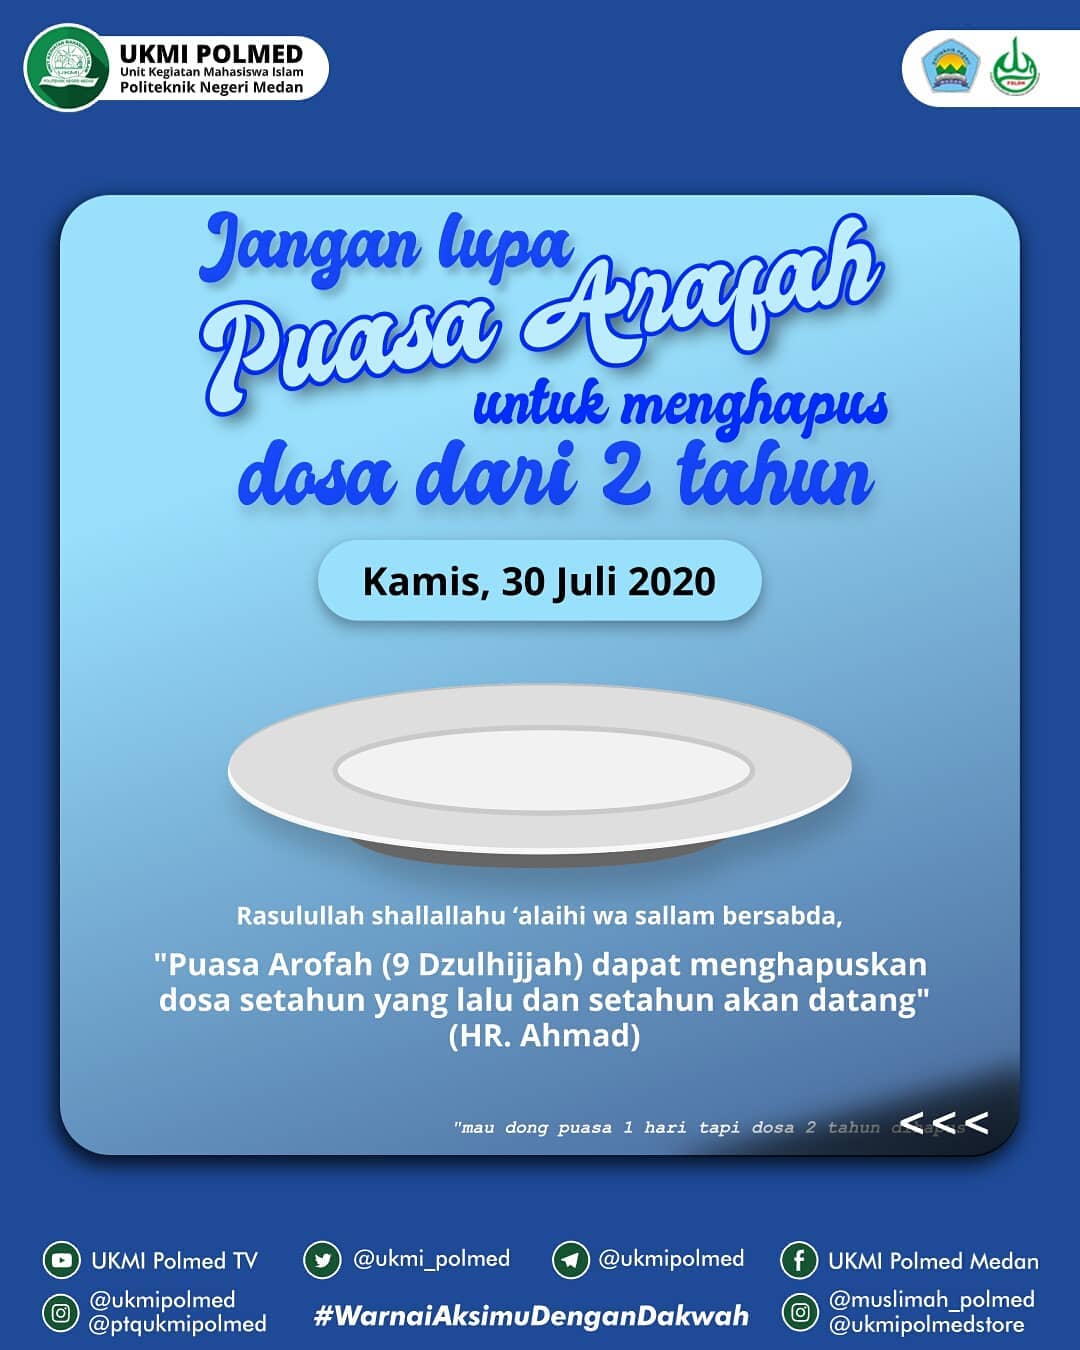 UKMI POLMED
Unit Kegiatan Mahasiswa Islam
Politeknik Negeri Medan
Jangan lupa
Puasa Arafah
untuk menghapus
dosa dari 2 tahun
Kamis, 30 Juli 2020
Rasulullah shallallahu ‘alaihi wa sallam bersabda,
"Puasa Arofah (9 Dzulhijjah) dapat menghapuskan
dosa setahun yang lalu dan setahun akan datang"
(HR. Ahmad)
"mau dong puasa 1 hari tapi dosa 2 tahun dihapus"
<<<
UKMI Polmed TV
@ukmi_polmed
@ukmipolmed
UKMI Polmed Medan
@ukmipolmed
@ptqukmipolmed
#WarnaiAksimuDenganDakwah
@muslimah_polmed
@ukmipolmedstore